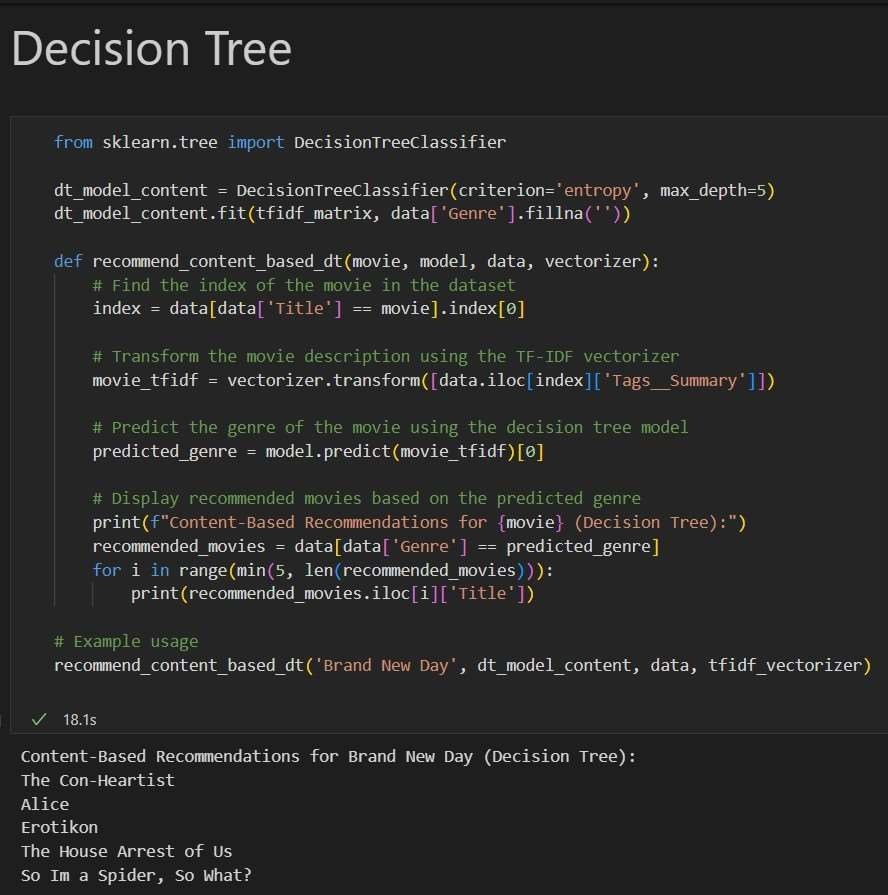 Decision Tree
from sklearn.tree import DecisionTreeClassifier
dt_model_content = DecisionTreeClassifier(criterion='entropy', max_depth=5)
dt_model_content.fit(tfidf_matrix, data['Genre'].fillna(''))
def recommend_content_based_dt(movie, model, data, vectorizer):
# Find the index of the movie in the dataset
index = data[data['Title'] == movie].index[0]
# Transform the movie description using the TF-IDF vectorizer
movie_tfidf = vectorizer.transform([data.iloc[index]['Tags__Summary']])
# Predict the genre of the movie using the decision tree model
predicted_genre = model.predict(movie_tfidf)[0]
# Display recommended movies based on the predicted genre
print(f"Content-Based Recommendations for {movie} (Decision Tree):")
recommended_movies = data[data['Genre'] == predicted_genre]
for i in range(min(5, len(recommended_movies))):
print(recommended_movies.iloc[i]['Title'])
# Example usage
recommend_content_based_dt('Brand New Day', dt_model_content, data, tfidf_vectorizer)
18.1s
Content-Based Recommendations for Brand New Day (Decision Tree):
The Con-Heartist
Alice
Erotikon
The House Arrest of Us
So Im a Spider, So What?